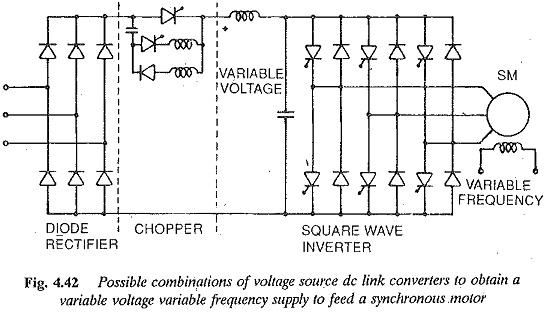 SM
VARIABLE
VOLTAGE
VARIABLE
FREQUENCY
DIODE
RECTIFIER
CHOPPER
SQUARE WAVE
INVERTER
Fig. 4.42 Possible combinations of voltage source dc link converters to obtain a
variable voltage variable frequency supply to feed a synchronous motor